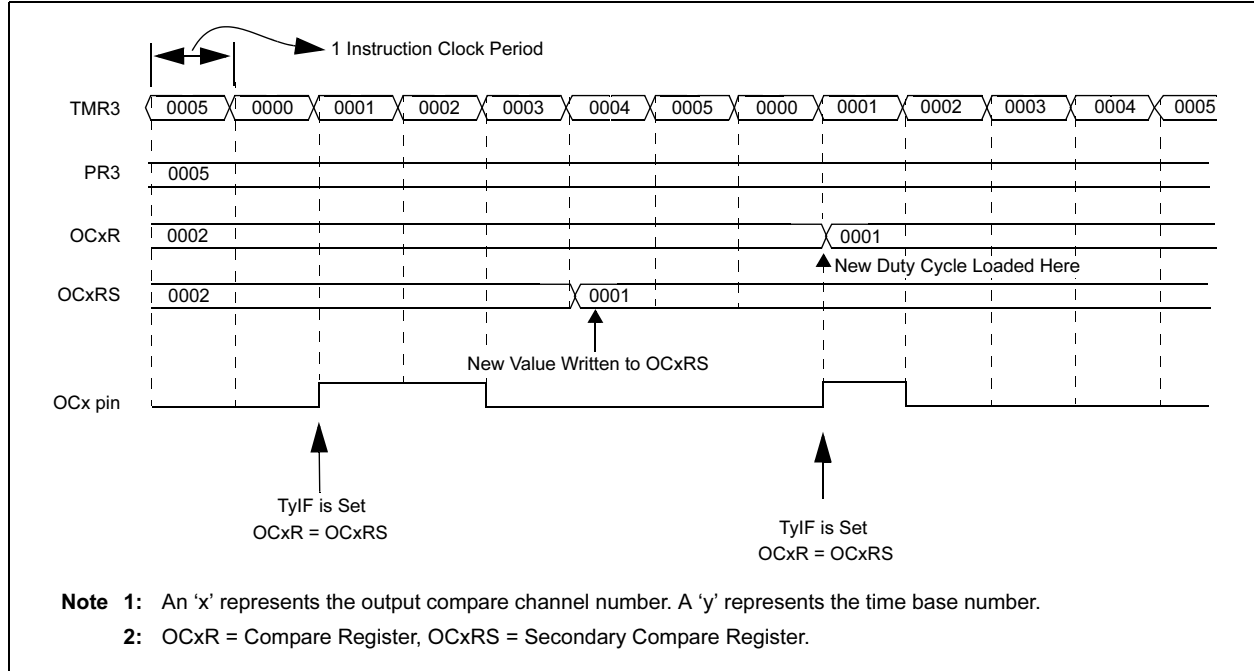 1 Instruction Clock Period
TMR3 0005 0000 0001 0002 0003 0004 0005 0000 0001 0002 0003 0004 0005
PR3 0005
OCxR 0002 0001
New Duty Cycle Loaded Here
OCxRS 0002 0001
New Value Written to OCxRS
OCx pin
TyIF is Set
OCxR = OCxRS
TyIF is Set
OCxR = OCxRS
Note 1: An ‘x’ represents the output compare channel number. A ‘y’ represents the time base number.
2: OCxR = Compare Register, OCxRS = Secondary Compare Register.